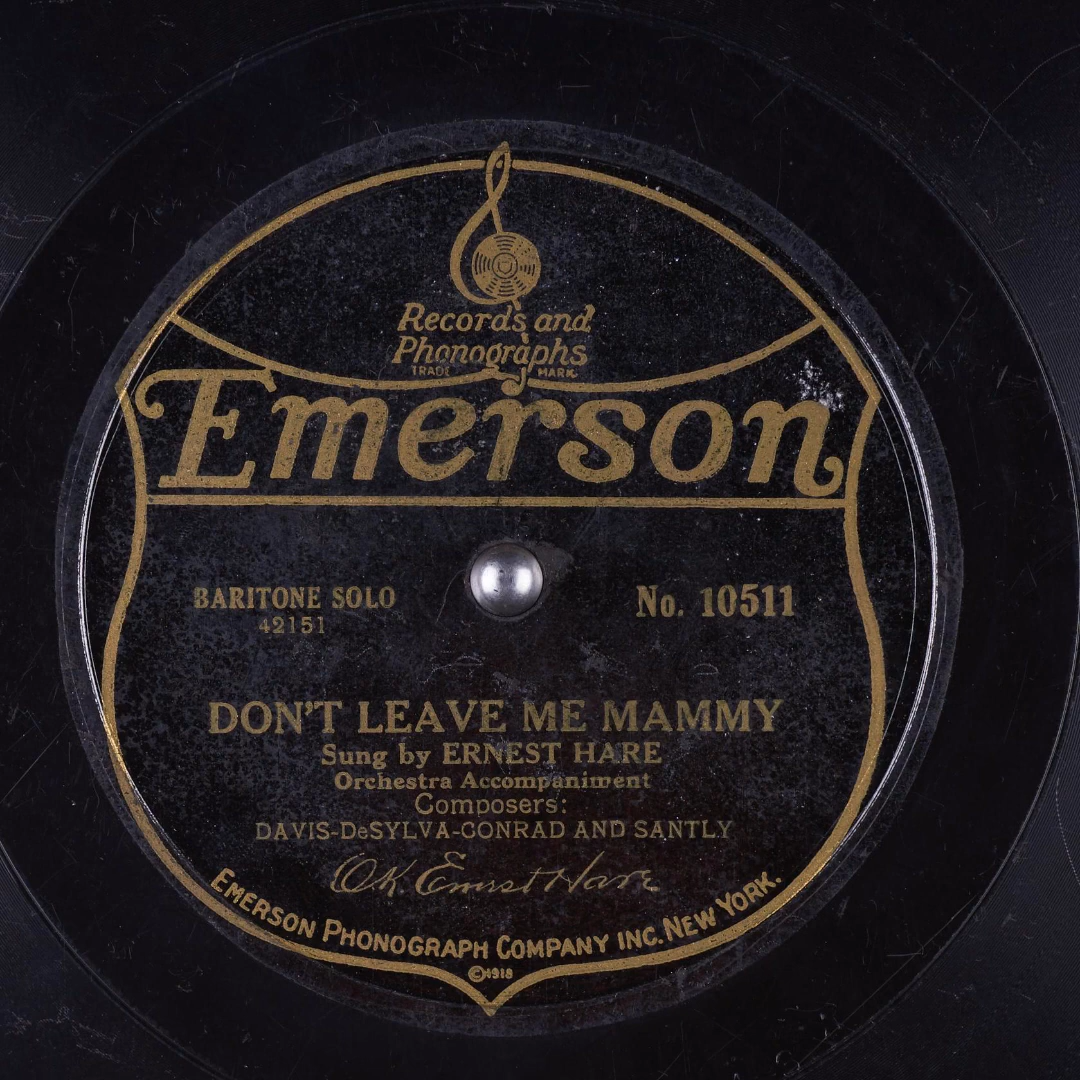 Records and
Phonographs
TRADE MARK
Emerson
BARITONE SOLO
42151
No. 10511
DON'T LEAVE ME MAMMY
Sung by ERNEST HARE
Orchestra Accompaniment
Composers:
DAVIS-DeSYLVA-CONRAD AND SANTLY
OK Ernest Hare
EMERSON PHONOGRAPH COMPANY INC. NEW YORK.
©1918